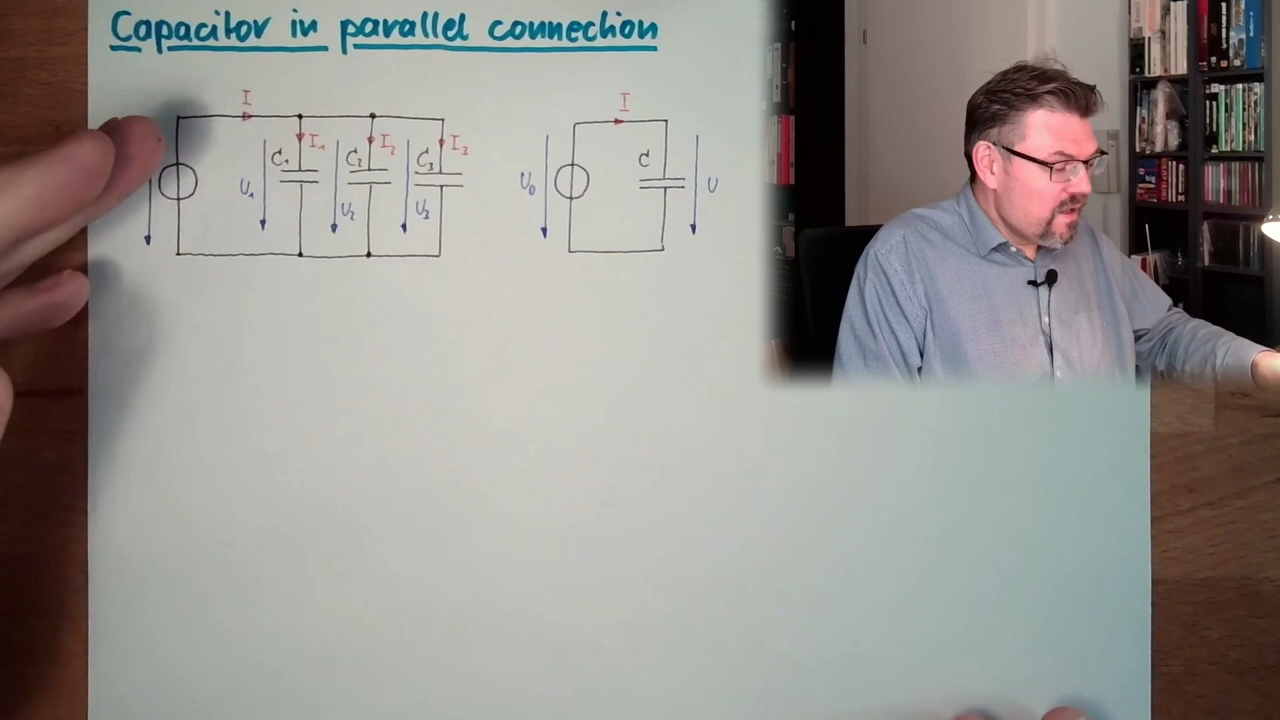 Capacitor in parallel connection
I I
I₁ I₂ I₃
C₁ C₂ C₃ C
U₁ U₂ U₃ U₀ U